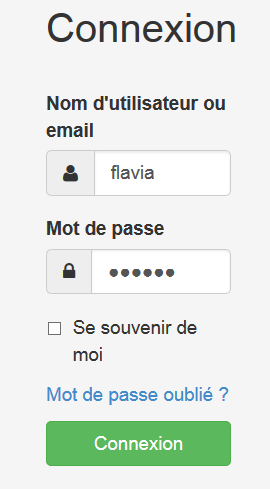 Connexion
Nom d'utilisateur ou
email
flavia
Mot de passe
●●●●●●
Se souvenir de
moi
Mot de passe oublié ?
Connexion